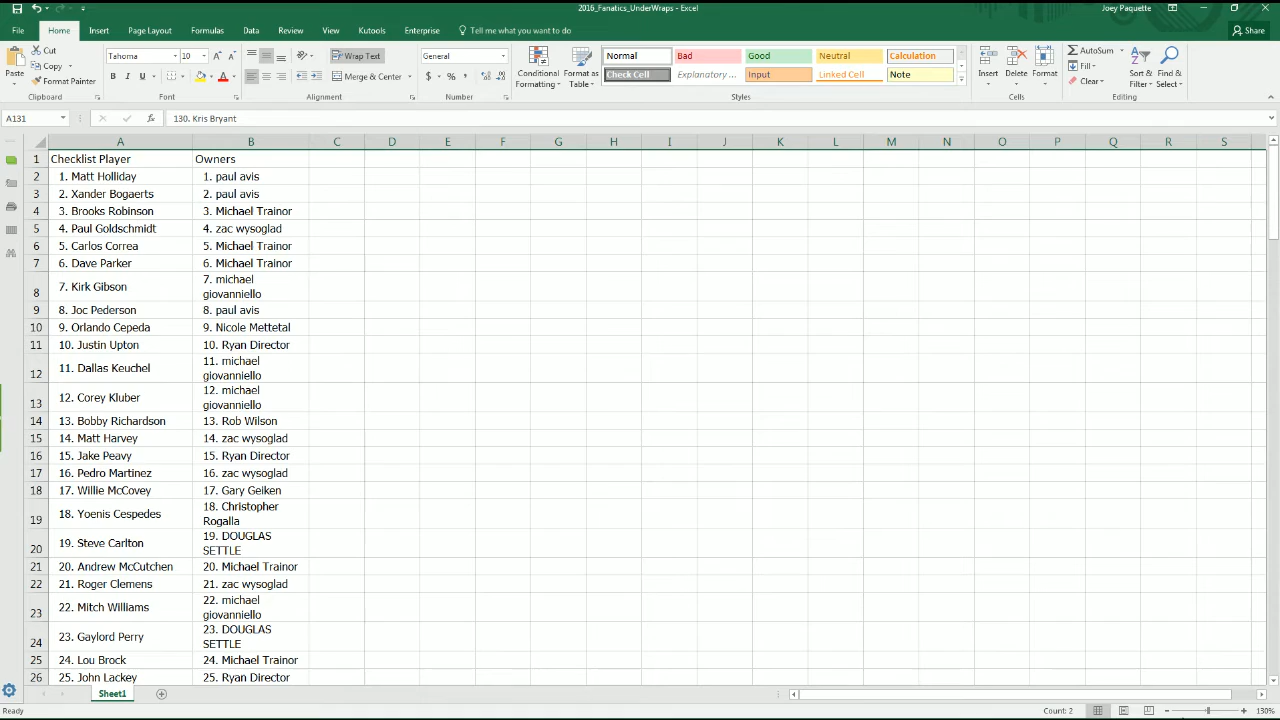 2016_Fanatics_UnderWraps - Excel
Joey Paquette
File Home Insert Page Layout Formulas Data Review View Kutools Enterprise Tell me what you want to do
Share
Paste
Cut
Copy
Format Painter
Clipboard
Tahoma 10
B I U
Font
Wrap Text
Merge & Center
Alignment
General
$ % ,
Number
Conditional Formatting
Format as Table
Normal Bad Good Neutral Calculation
Check Cell Explanatory ... Input Linked Cell Note
Styles
Insert Delete Format
Cells
AutoSum
Fill
Clear
Sort & Filter
Find & Select
Editing
A131 fx 130. Kris Bryant
A B C D E F G H I J K L M N O P Q R S
1 Checklist Player Owners
2 1. Matt Holliday 1. paul avis
3 2. Xander Bogaerts 2. paul avis
4 3. Brooks Robinson 3. Michael Trainor
5 4. Paul Goldschmidt 4. zac wysoglad
6 5. Carlos Correa 5. Michael Trainor
7 6. Dave Parker 6. Michael Trainor
8 7. Kirk Gibson 7. michael
giovanniello
9 8. Joc Pederson 8. paul avis
10 9. Orlando Cepeda 9. Nicole Mettetal
11 10. Justin Upton 10. Ryan Director
12 11. Dallas Keuchel 11. michael
giovanniello
13 12. Corey Kluber 12. michael
giovanniello
14 13. Bobby Richardson 13. Rob Wilson
15 14. Matt Harvey 14. zac wysoglad
16 15. Jake Peavy 15. Ryan Director
17 16. Pedro Martinez 16. zac wysoglad
18 17. Willie McCovey 17. Gary Geiken
19 18. Yoenis Cespedes 18. Christopher
Rogalla
20 19. Steve Carlton 19. DOUGLAS
SETTLE
21 20. Andrew McCutchen 20. Michael Trainor
22 21. Roger Clemens 21. zac wysoglad
23 22. Mitch Williams 22. michael
giovanniello
24 23. Gaylord Perry 23. DOUGLAS
SETTLE
25 24. Lou Brock 24. Michael Trainor
26 25. John Lackey 25. Ryan Director
Sheet1
Ready
Count: 2
130%